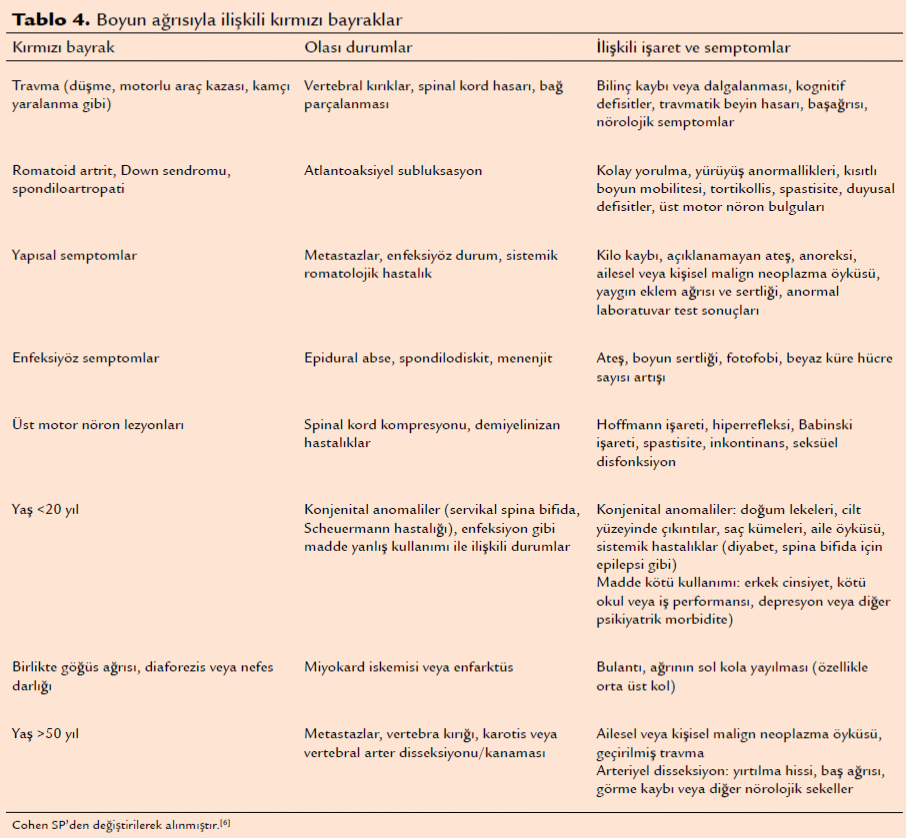 Tablo 4. Boyun ağrısıyla ilişkili kırmızı bayraklar
Kırmızı bayrak Olası durumlar İlişkili işaret ve semptomlar
Travma (düşme, motorlu araç kazası, kamçı Vertebral kırıklar, spinal kord hasarı, bağ Bilinç kaybı veya dalgalanması, kognitif
yaralanma gibi) parçalanması defisitler, travmatik beyin hasarı, başağrısı,
nörolojik semptomlar
Romatoid artrit, Down sendromu, Atlantoaksiyel subluksasyon Kolay yorulma, yürüyüş anormallikleri, kısıtlı
spondiloartropati boyun mobilitesi, tortikollis, spastisite, duyusal
defisitler, üst motor nöron bulguları
Yapısal semptomlar Metastazlar, enfeksiyöz durum, sistemik Kilo kaybı, açıklanamayan ateş, anoreksi,
romatolojik hastalık ailesel veya kişisel malign neoplazma öyküsü,
yaygın eklem ağrısı ve sertliği, anormal
laboratuvar test sonuçları
Enfeksiyöz semptomlar Epidural abse, spondilodiskit, menenjit Ateş, boyun sertliği, fotofobi, beyaz küre hücre
sayısı artışı
Üst motor nöron lezyonları Spinal kord kompresyonu, demiyelinizan Hoffmann işareti, hiperrefleksi, Babinski
hastalıklar işareti, spastisite, inkontinans, seksüel
disfonksiyon
Yaş <20 yıl Konjenital anomaliler (servikal spina bifida, Konjenital anomaliler: doğum lekeleri, cilt
Scheuermann hastalığı), enfeksiyon gibi yüzeyinde çıkıntılar, saç kümeleri, aile öyküsü,
madde yanlış kullanımı ile ilişkili durumlar sistemik hastalıklar (diyabet, spina bifida için
epilepsi gibi)
Madde kötü kullanımı: erkek cinsiyet, kötü
okul veya iş performansı, depresyon veya diğer
psikiyatrik morbidite)
Birlikte göğüs ağrısı, diaforezis veya nefes Miyokard iskemisi veya enfarktüs Bulantı, ağrının sol kola yayılması (özellikle
darlığı orta üst kol)
Yaş >50 yıl Metastazlar, vertebra kırığı, karotis veya Ailesel veya kişisel malign neoplazma öyküsü,
vertebral arter disseksiyonu/kanaması geçirilmiş travma
Arteriyel disseksiyon: yırtılma hissi, baş ağrısı,
görme kaybı veya diğer nörolojik sekeller
Cohen SP'den değiştirilerek alınmıştır.[6]